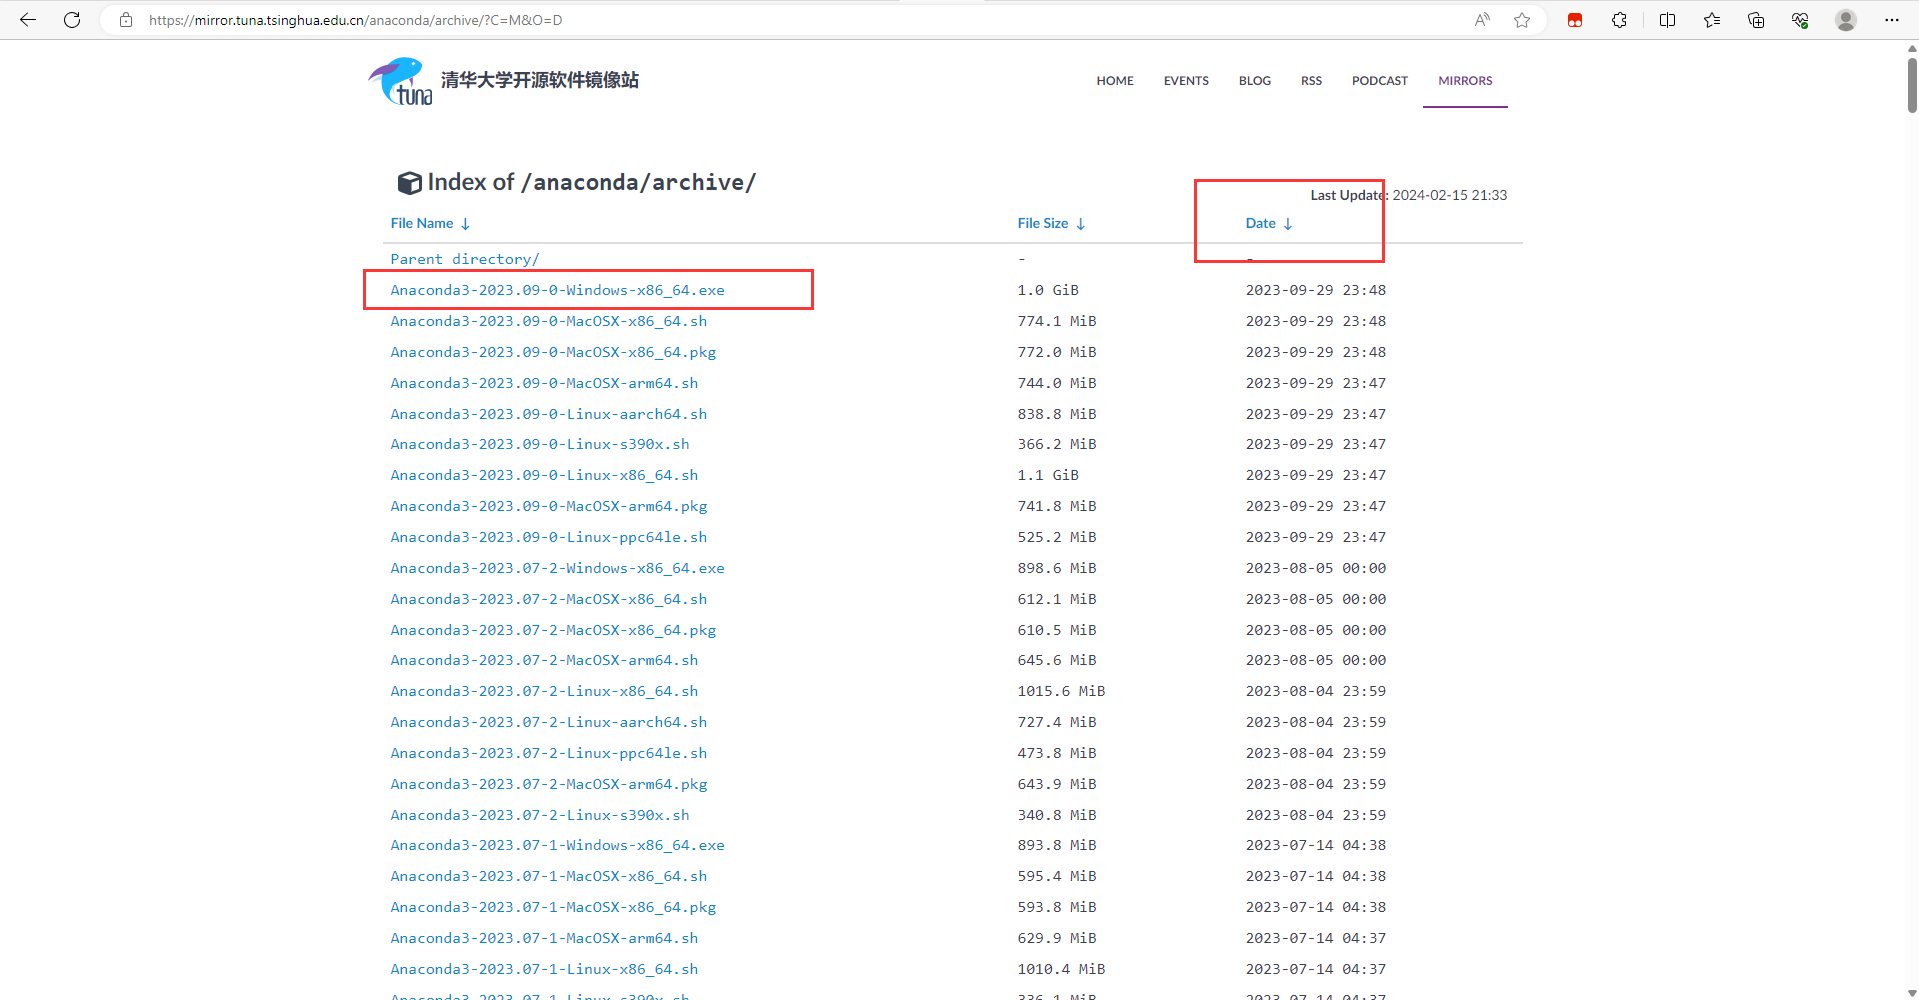 https://mirror.tuna.tsinghua.edu.cn/anaconda/archive/?C=M&O=D
tuna 清华大学开源软件镜像站 HOME EVENTS BLOG RSS PODCAST MIRRORS
Index of /anaconda/archive/
Last Update: 2024-02-15 21:33
File Name ↓ File Size ↓ Date ↓
Parent directory/ - -
Anaconda3-2023.09-0-Windows-x86_64.exe 1.0 GiB 2023-09-29 23:48
Anaconda3-2023.09-0-MacOSX-x86_64.sh 774.1 MiB 2023-09-29 23:48
Anaconda3-2023.09-0-MacOSX-x86_64.pkg 772.0 MiB 2023-09-29 23:48
Anaconda3-2023.09-0-MacOSX-arm64.sh 744.0 MiB 2023-09-29 23:47
Anaconda3-2023.09-0-Linux-aarch64.sh 838.8 MiB 2023-09-29 23:47
Anaconda3-2023.09-0-Linux-s390x.sh 366.2 MiB 2023-09-29 23:47
Anaconda3-2023.09-0-Linux-x86_64.sh 1.1 GiB 2023-09-29 23:47
Anaconda3-2023.09-0-MacOSX-arm64.pkg 741.8 MiB 2023-09-29 23:47
Anaconda3-2023.09-0-Linux-ppc64le.sh 525.2 MiB 2023-09-29 23:47
Anaconda3-2023.07-2-Windows-x86_64.exe 898.6 MiB 2023-08-05 00:00
Anaconda3-2023.07-2-MacOSX-x86_64.sh 612.1 MiB 2023-08-05 00:00
Anaconda3-2023.07-2-MacOSX-x86_64.pkg 610.5 MiB 2023-08-05 00:00
Anaconda3-2023.07-2-MacOSX-arm64.sh 645.6 MiB 2023-08-05 00:00
Anaconda3-2023.07-2-Linux-x86_64.sh 1015.6 MiB 2023-08-04 23:59
Anaconda3-2023.07-2-Linux-aarch64.sh 727.4 MiB 2023-08-04 23:59
Anaconda3-2023.07-2-Linux-ppc64le.sh 473.8 MiB 2023-08-04 23:59
Anaconda3-2023.07-2-MacOSX-arm64.pkg 643.9 MiB 2023-08-04 23:59
Anaconda3-2023.07-2-Linux-s390x.sh 340.8 MiB 2023-08-04 23:59
Anaconda3-2023.07-1-Windows-x86_64.exe 893.8 MiB 2023-07-14 04:38
Anaconda3-2023.07-1-MacOSX-x86_64.sh 595.4 MiB 2023-07-14 04:38
Anaconda3-2023.07-1-MacOSX-x86_64.pkg 593.8 MiB 2023-07-14 04:38
Anaconda3-2023.07-1-MacOSX-arm64.sh 629.9 MiB 2023-07-14 04:37
Anaconda3-2023.07-1-Linux-x86_64.sh 1010.4 MiB 2023-07-14 04:37
Anaconda3-2023.07-1-Linux-s390x.sh 336.1 MiB 2023-07-14 04:37